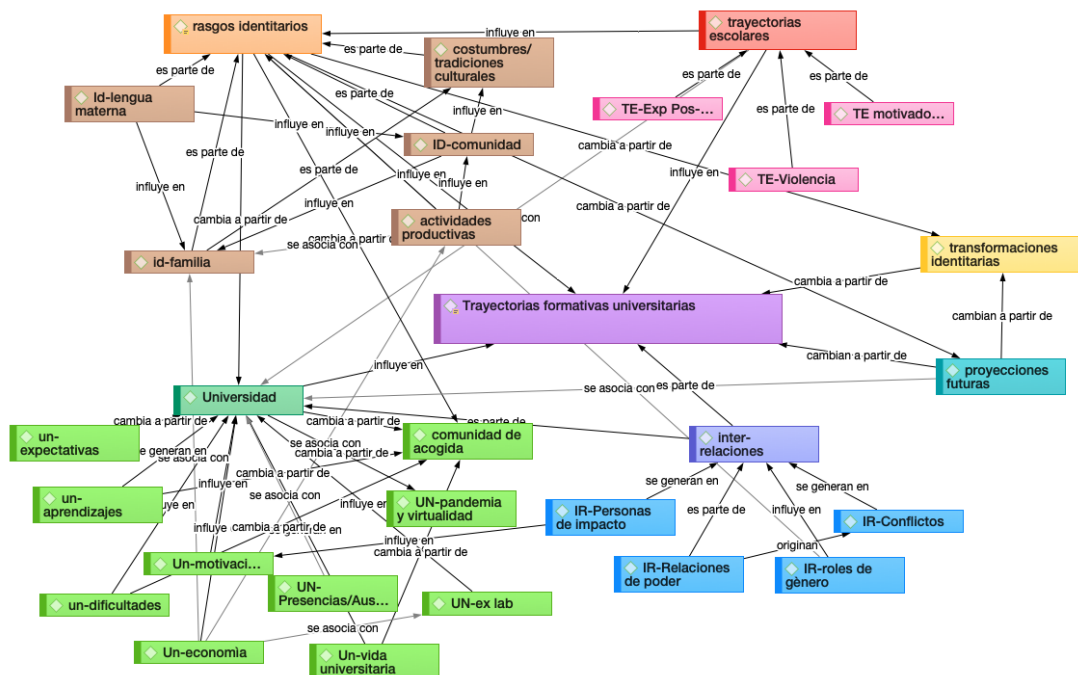 rasgos identitarios
trayectorias
escolares
influye en
es parte de
costumbres/
tradiciones
culturales
es parte de
Id-lengua
materna
es parte de
TE-Exp Pos-...
es parte de
TE motivado...
influye en
influye en
influye en
ID-comunidad
cambia a partir de
es parte de
es parte de
TE-Violencia
influye en
influye en
influye en
cambia a partir de
cambia a partir de
influye en
actividades
productivas
con
cambia a partir de
se asocia con
id-familia
transformaciones
identitarias
cambia a partir de
Trayectorias formativas universitarias
cambian a partir de
cambian a partir de
influye en
proyecciones
futuras
se asocia con
es parte de
Universidad
cambia a partir de
cambia a partir de
es parte de
un-
expectativas
se generan en
se asocia con
se asocia con
cambia a partir de
comunidad de
acogida
inter-
relaciones
cambia a partir de
se asocia con
influye en
se generan en
se generan en
un-
aprendizajes
influye en
UN-pandemia
y virtualidad
influye en
es parte de
influye en
IR-Personas
de impacto
IR-Conflictos
influye en
cambia a partir de
influye en
originan
cambia a partir de
Un-motivaci...
IR-Relaciones
de poder
IR-roles de
gènero
un-dificultades
UN-
Presencias/Aus...
UN-ex lab
se asocia con
Un-economìa
Un-vida
universitaria